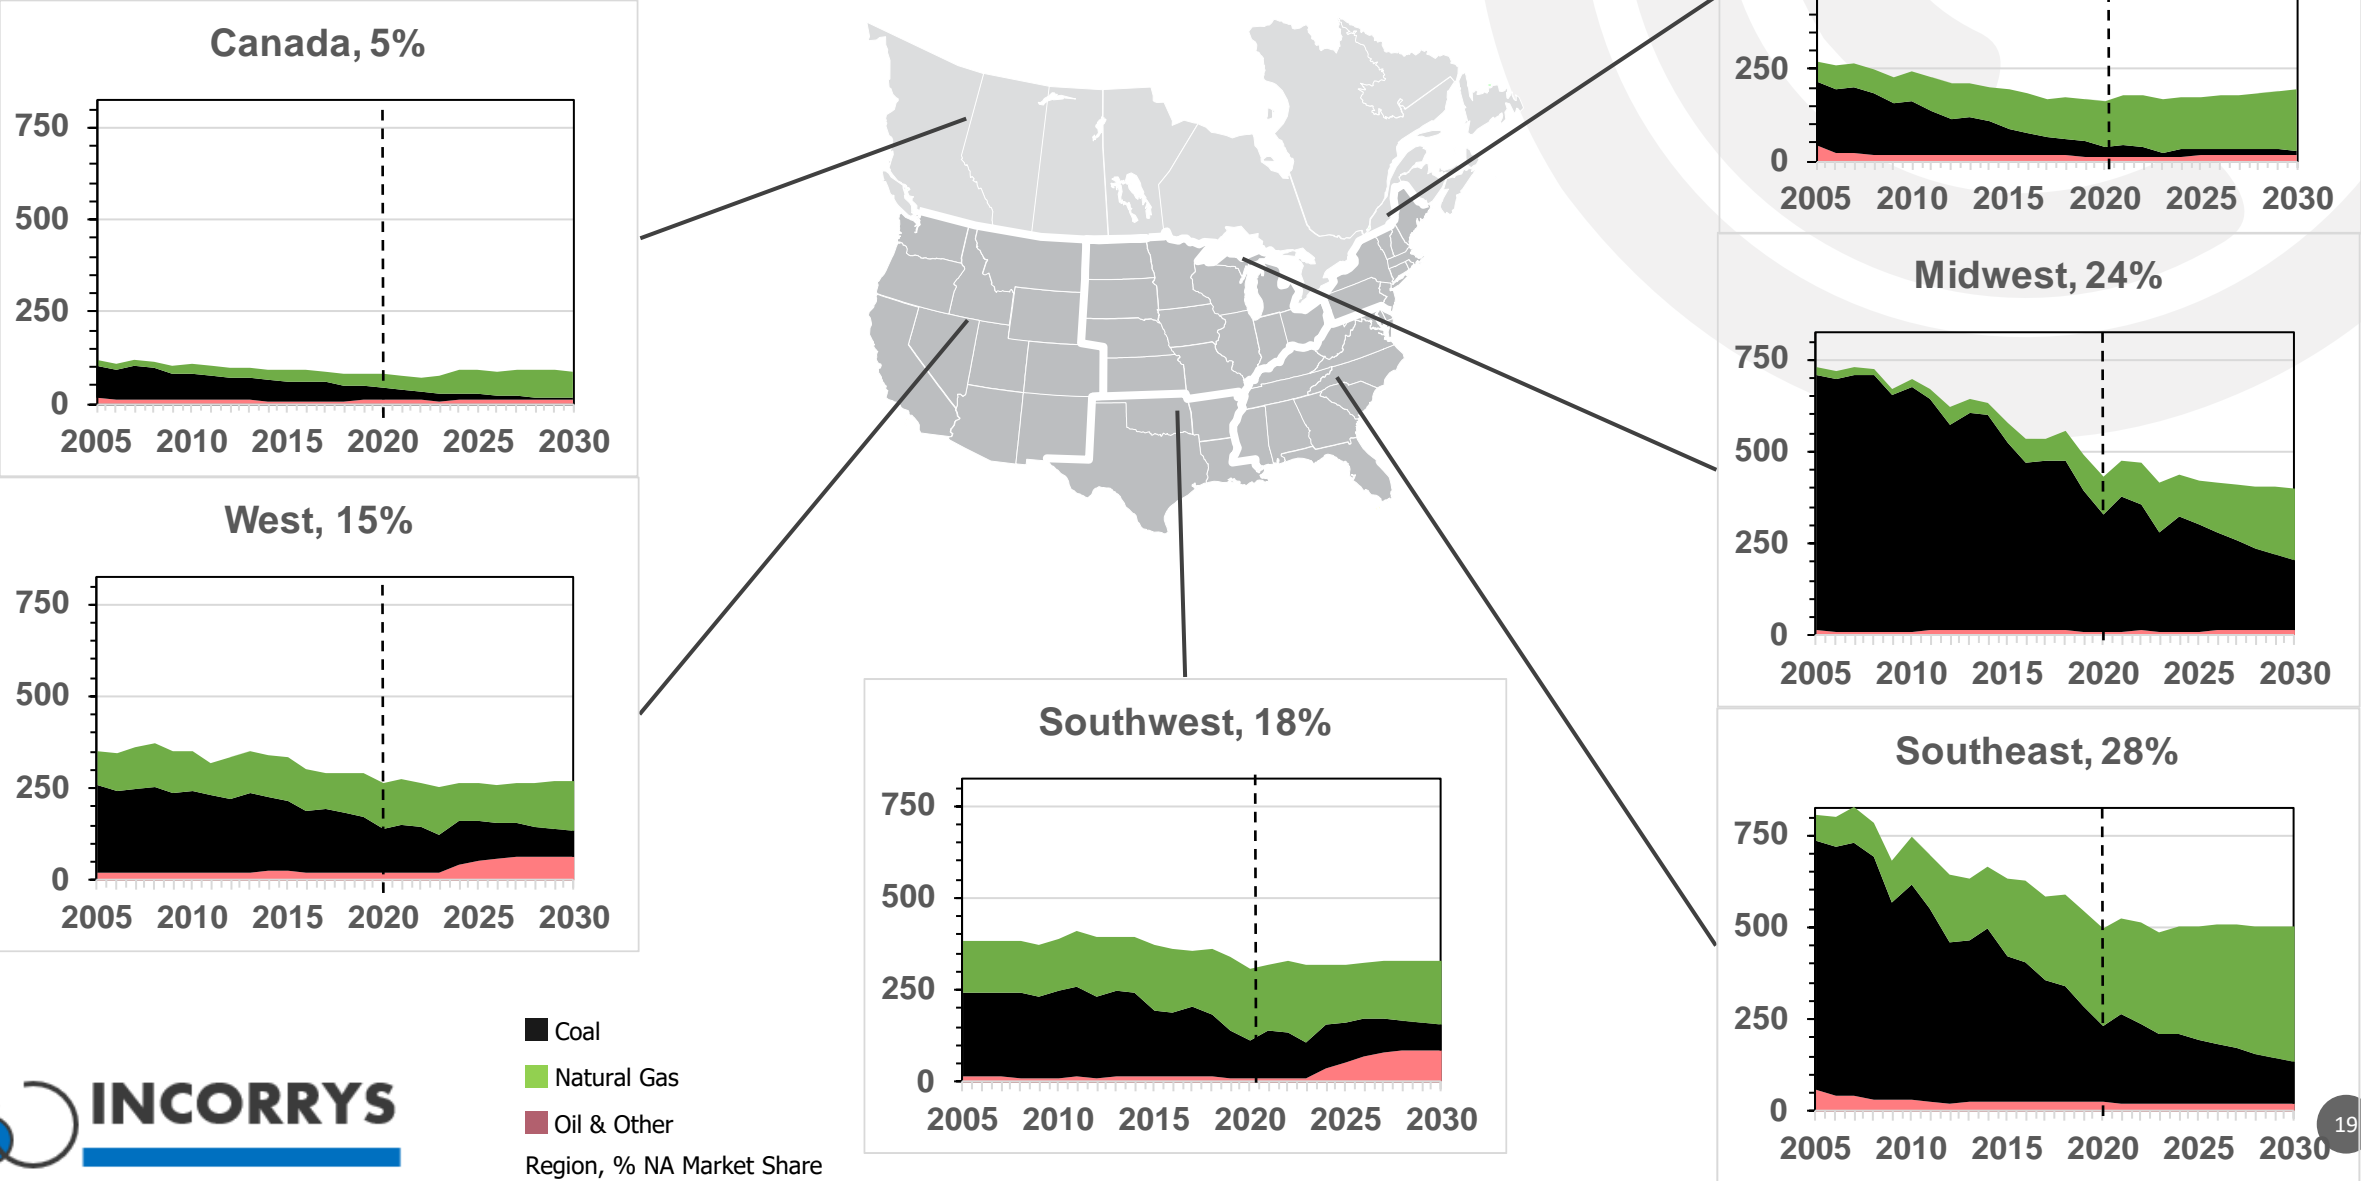 Canada, 5%
750
500
250
0
2005 2010 2015 2020 2025 2030
West, 15%
750
500
250
0
2005 2010 2015 2020 2025 2030
Southwest, 18%
750
500
250
0
2005 2010 2015 2020 2025 2030
250
0
2005 2010 2015 2020 2025 2030
Midwest, 24%
750
500
250
0
2005 2010 2015 2020 2025 2030
Southeast, 28%
750
500
250
0
2005 2010 2015 2020 2025 2030
Coal
Natural Gas
Oil & Other
Region, % NA Market Share
INCORRYS
19